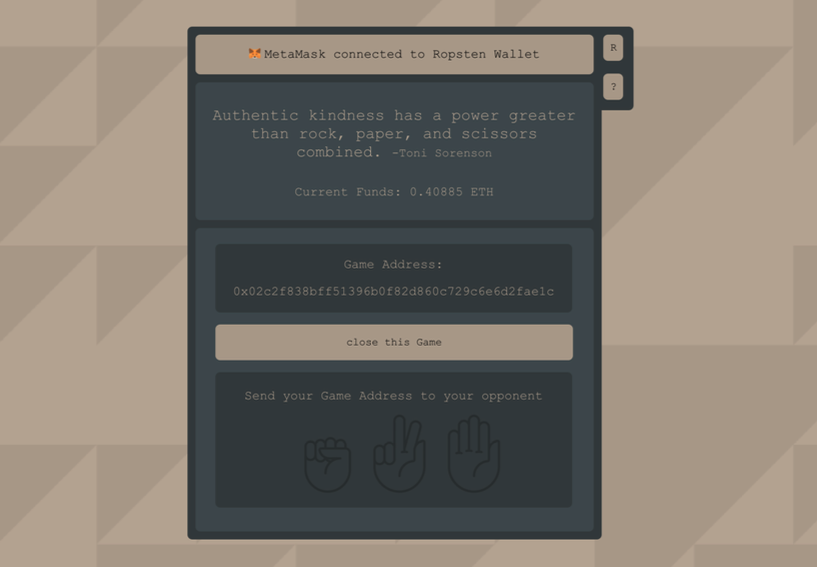 MetaMask connected to Ropsten Wallet
R
?
Authentic kindness has a power greater
than rock, paper, and scissors
combined. -Toni Sorenson
Current Funds: 0.40885 ETH
Game Address:
0x02c2f838bff51396b0f82d860c729c6e6d2fae1c
close this Game
Send your Game Address to your opponent